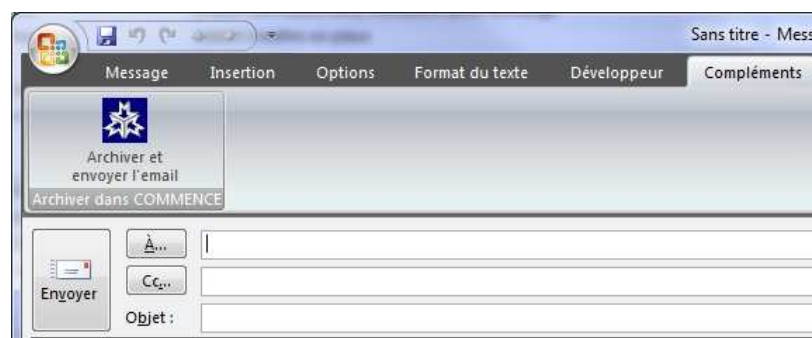 Sans titre - Mess
Message Insertion Options Format du texte Développeur Compléments
Archiver et
envoyer l'email
Archiver dans COMMENCE
À...
Cc...
Envoyer
Objet :